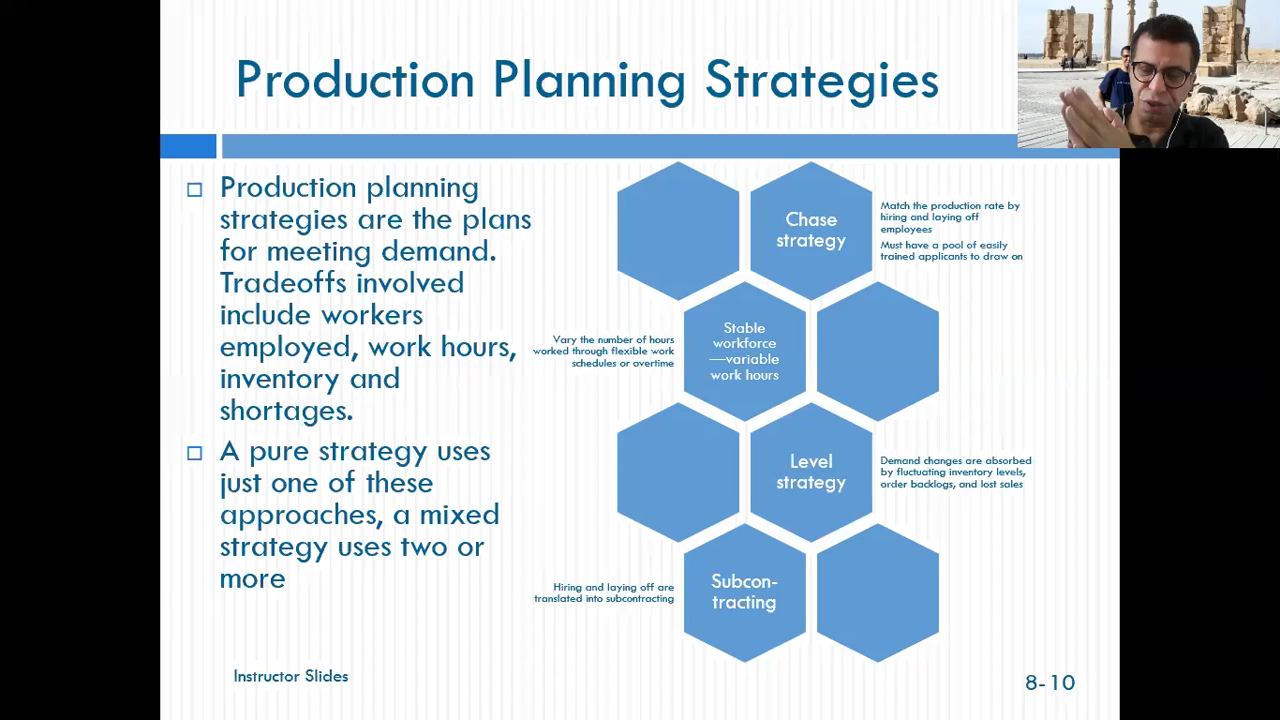 Production Planning Strategies
□ Production planning
strategies are the plans
for meeting demand.
Tradeoffs involved
include workers
employed, work hours,
inventory and
shortages.
□ A pure strategy uses
just one of these
approaches, a mixed
strategy uses two or
more
Chase
strategy
Match the production rate by
hiring and laying off
employees
Must have a pool of easily
trained applicants to draw on
Vary the number of hours
worked through flexible work
schedules or overtime
Stable
workforce
—variable
work hours
Level
strategy
Demand changes are absorbed
by fluctuating inventory levels,
order backlogs, and lost sales
Hiring and laying off are
translated into subcontracting
Subcon-
tracting
Instructor Slides
8-10